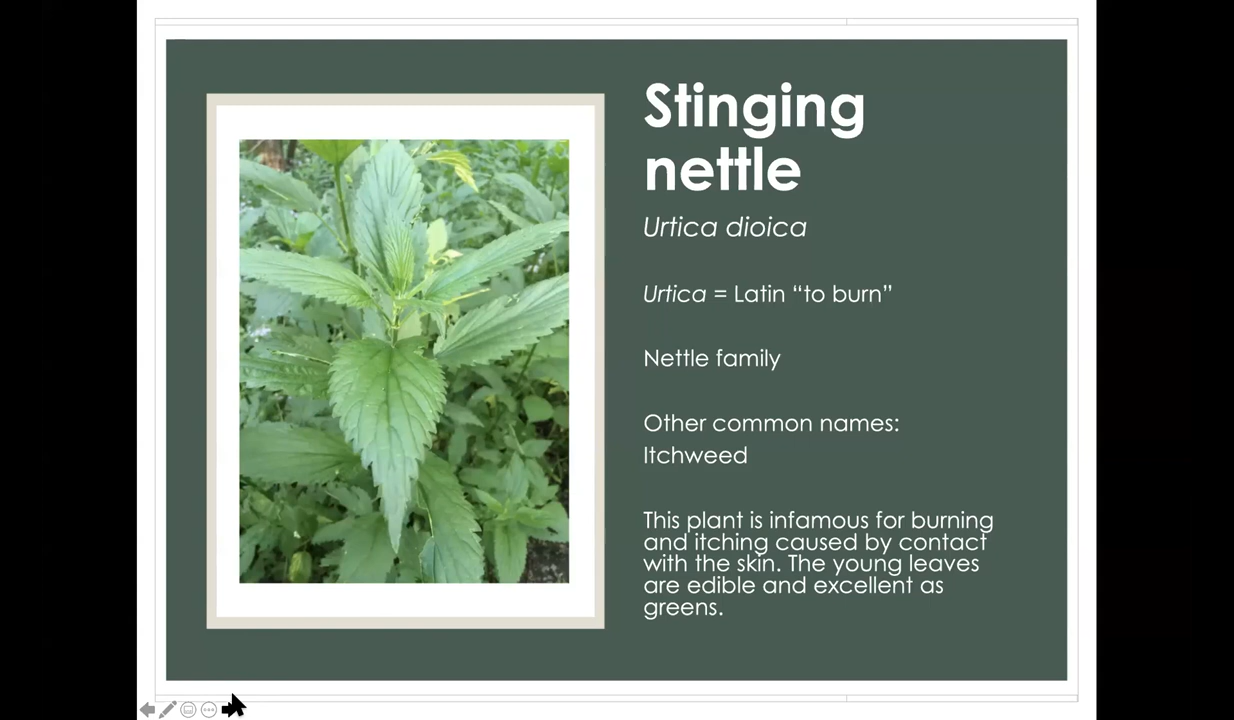 Stinging
nettle
Urtica dioica
Urtica = Latin “to burn”
Nettle family
Other common names:
Itchweed
This plant is infamous for burning
and itching caused by contact
with the skin. The young leaves
are edible and excellent as
greens.